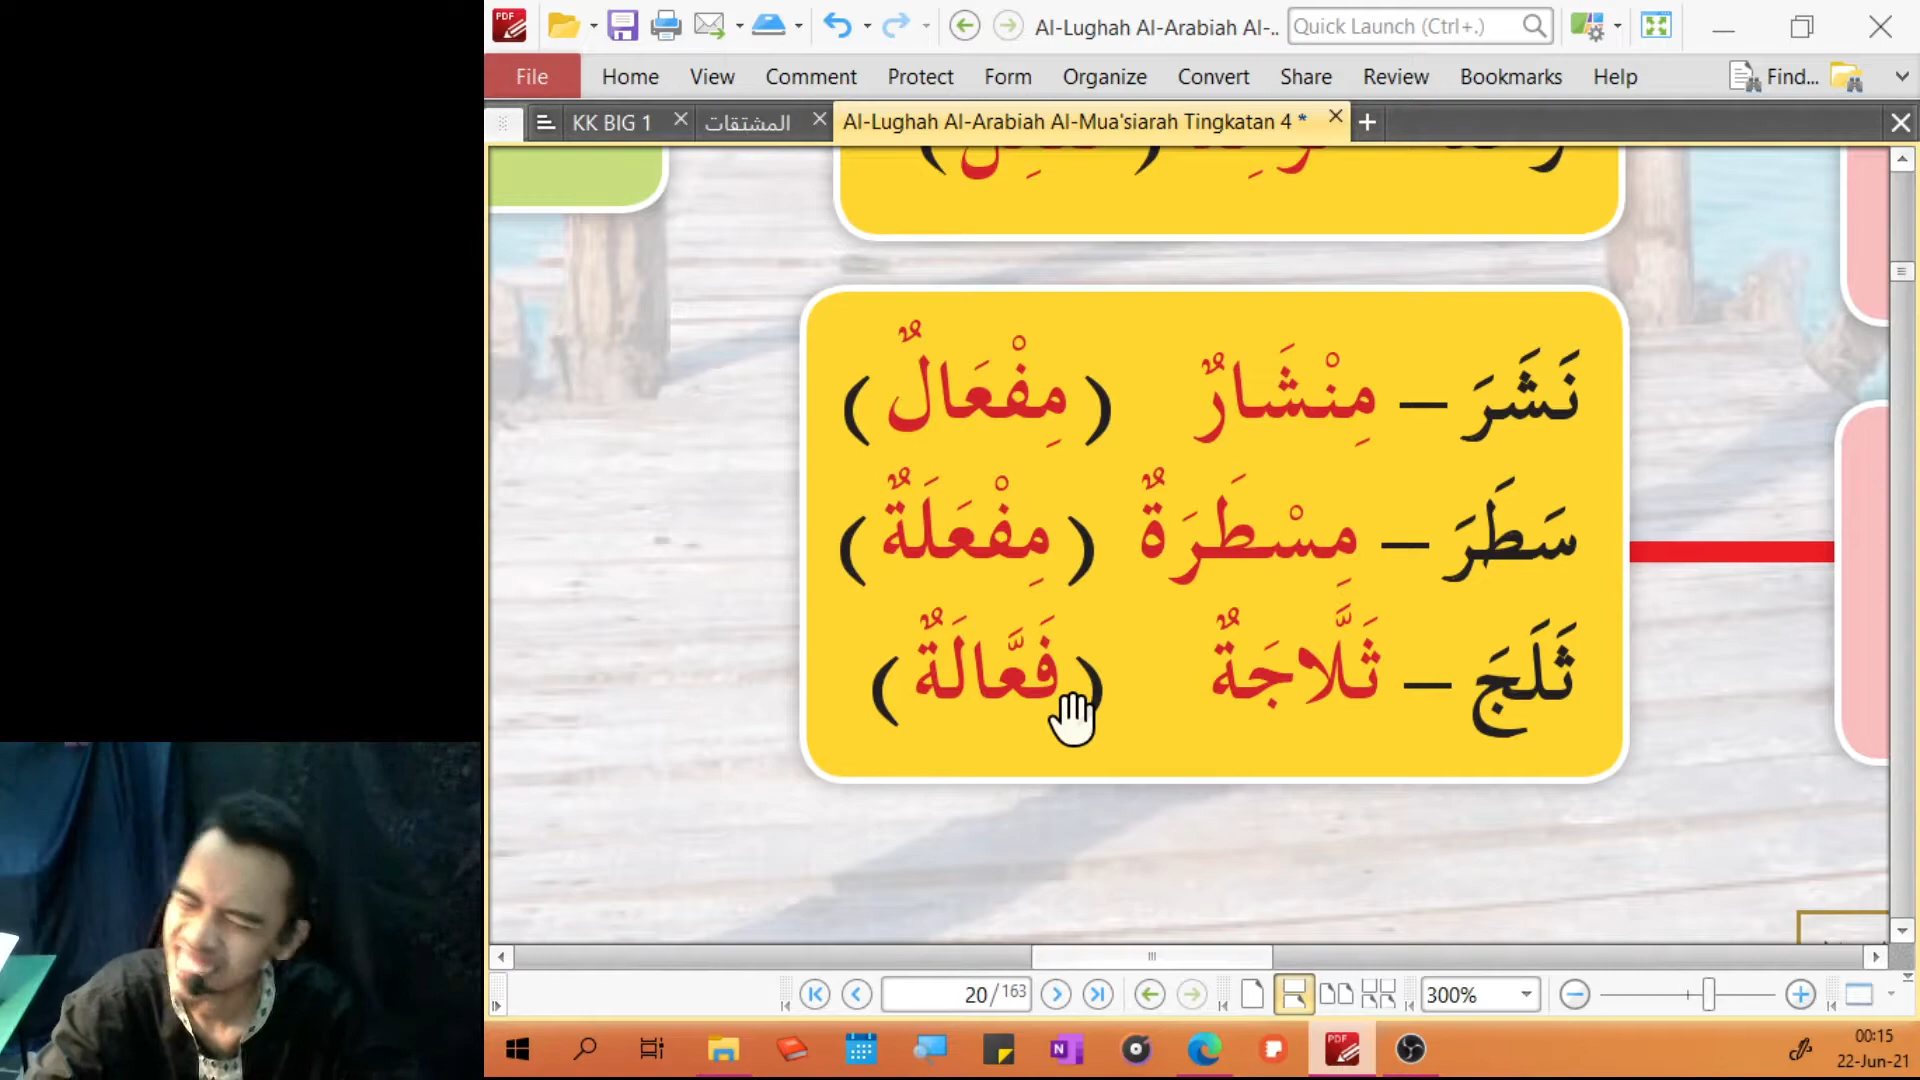 PDF
Al-Lughah Al-Arabiah Al-..
Quick Launch (Ctrl+.)
File Home View Comment Protect Form Organize Convert Share Review Bookmarks Help Find...
KK BIG 1 المشتقات Al-Lughah Al-Arabiah Al-Mua'siarah Tingkatan 4 *
نَشَرَ – مِنْشَارٌ (مِفْعَالٌ)
سَطَرَ – مِسْطَرَةٌ (مِفْعَلَةٌ)
ثَلَجَ – ثَلَّاجَةٌ (فَعَّالَةٌ)
20/163
300%
N PDF
00:15
22-Jun-21